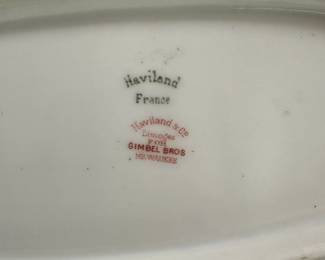 Haviland
France
Haviland & Co
Limoges
FOR
GIMBEL BROS
MILWAUKEE